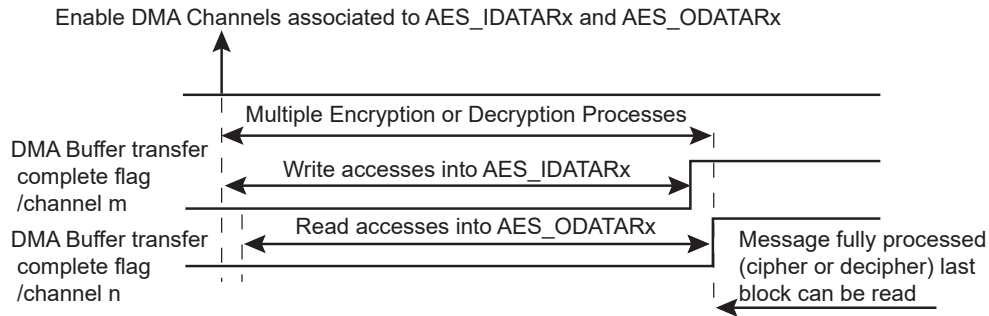 Enable DMA Channels associated to AES_IDATARx and AES_ODATARx
Multiple Encryption or Decryption Processes
DMA Buffer transfer
complete flag
/channel m
Write accesses into AES_IDATARx
DMA Buffer transfer
complete flag
/channel n
Read accesses into AES_ODATARx
Message fully processed
(cipher or decipher) last
block can be read